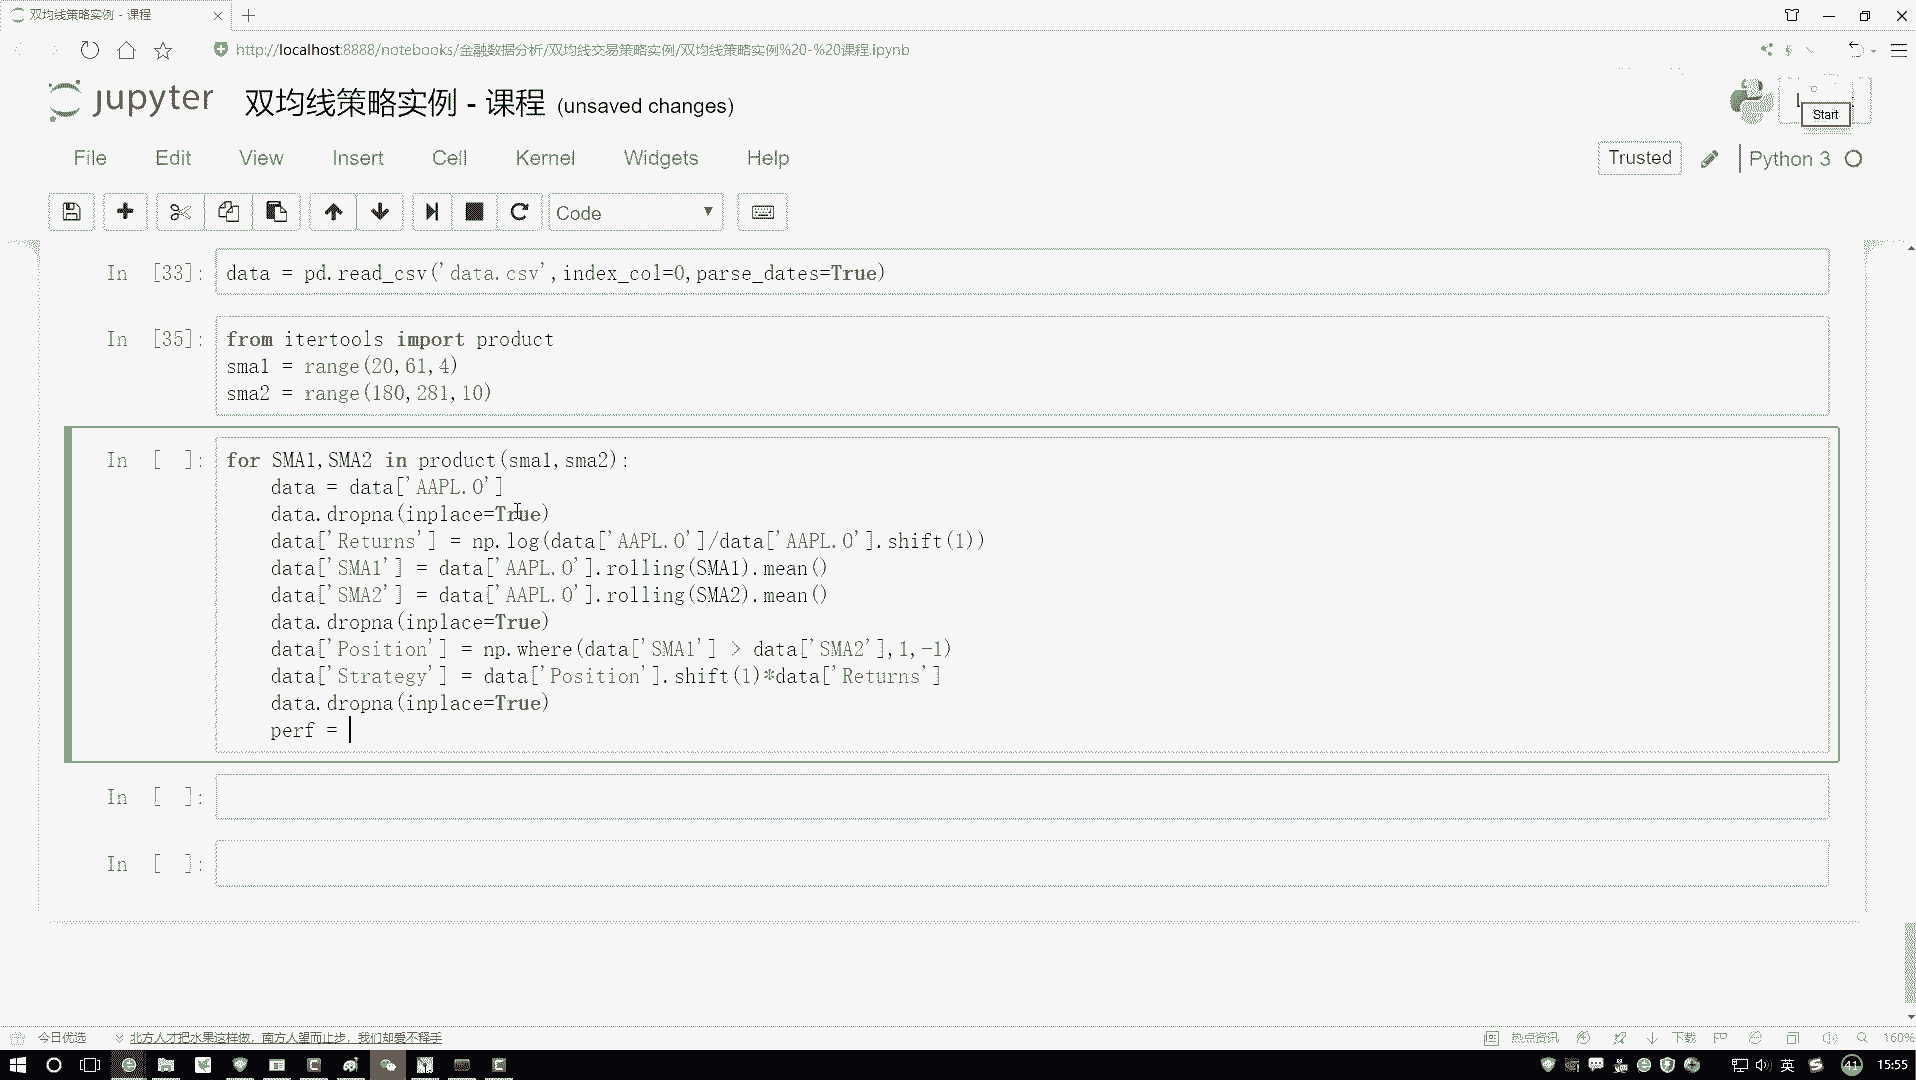 双均线策略实例 - 课程
http://localhost:8888/notebooks/金融数据分析/双均线交易策略实例/双均线策略实例%20-%20课程.ipynb
jupyter 双均线策略实例 - 课程 (unsaved changes)
Start
File Edit View Insert Cell Kernel Widgets Help
Trusted Python 3
Code
In [33]: data = pd.read_csv('data.csv',index_col=0,parse_dates=True)
In [35]: from itertools import product
sma1 = range(20,61,4)
sma2 = range(180,281,10)
In [ ]: for SMA1,SMA2 in product(sma1,sma2):
data = data['AAPL.O']
data.dropna(inplace=True)
data['Returns'] = np.log(data['AAPL.O']/data['AAPL.O'].shift(1))
data['SMA1'] = data['AAPL.O'].rolling(SMA1).mean()
data['SMA2'] = data['AAPL.O'].rolling(SMA2).mean()
data.dropna(inplace=True)
data['Position'] = np.where(data['SMA1'] > data['SMA2'],1,-1)
data['Strategy'] = data['Position'].shift(1)*data['Returns']
data.dropna(inplace=True)
perf =
In [ ]:
In [ ]:
今日优选 北方人才把水果这样做，南方人望而止步，我们却爱不释手 热点资讯 下载 160%
英 41 15:55